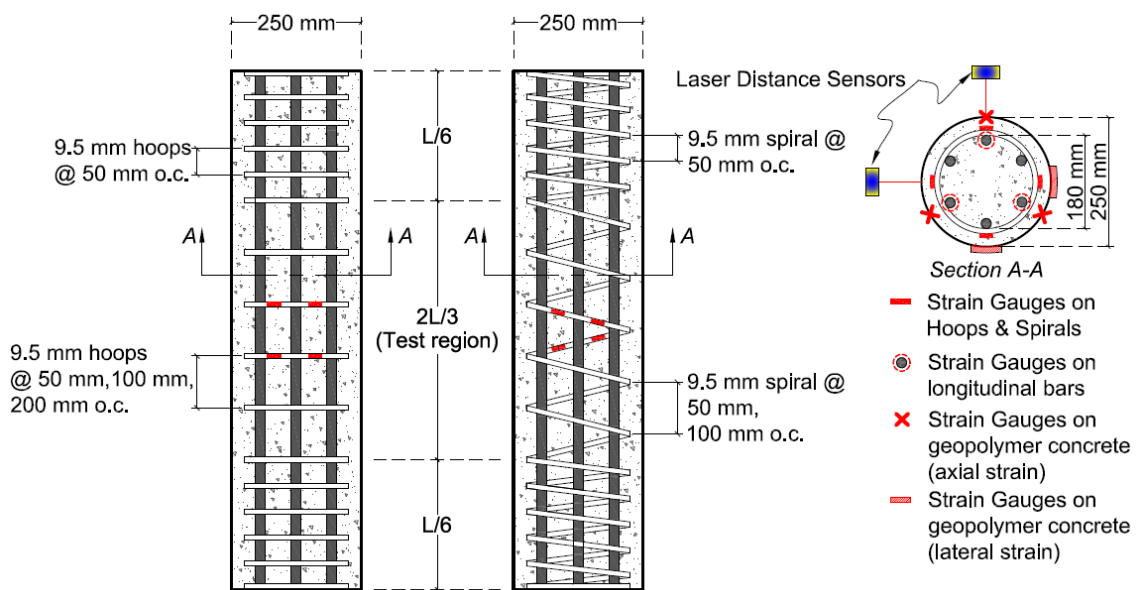 250 mm
250 mm
Laser Distance Sensors
L/6
9.5 mm hoops
@ 50 mm o.c.
9.5 mm spiral @
50 mm o.c.
180 mm
250 mm
A
A
A
A
Section A-A
Strain Gauges on
Hoops & Spirals
2L/3
(Test region)
Strain Gauges on
longitudinal bars
9.5 mm hoops
@ 50 mm,100 mm,
200 mm o.c.
9.5 mm spiral @
50 mm,
100 mm o.c.
Strain Gauges on
geopolymer concrete
(axial strain)
Strain Gauges on
geopolymer concrete
(lateral strain)
L/6